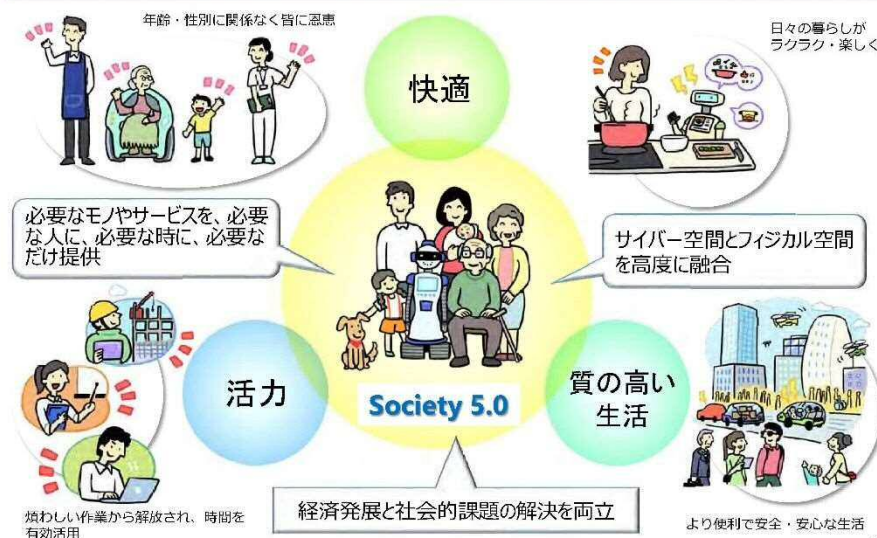 年齢・性別に関係なく皆に恩恵
快適
日々の暮らしが
ラクラク・楽しく
必要なモノやサービスを、必要
な人に、必要な時に、必要な
だけ提供
サイバー空間とフィジカル空間
を高度に融合
活力
Society 5.0
質の高い
生活
経済発展と社会的課題の解決を両立
煩わしい作業から解放され、時間を
有効活用
より便利で安全・安心な生活